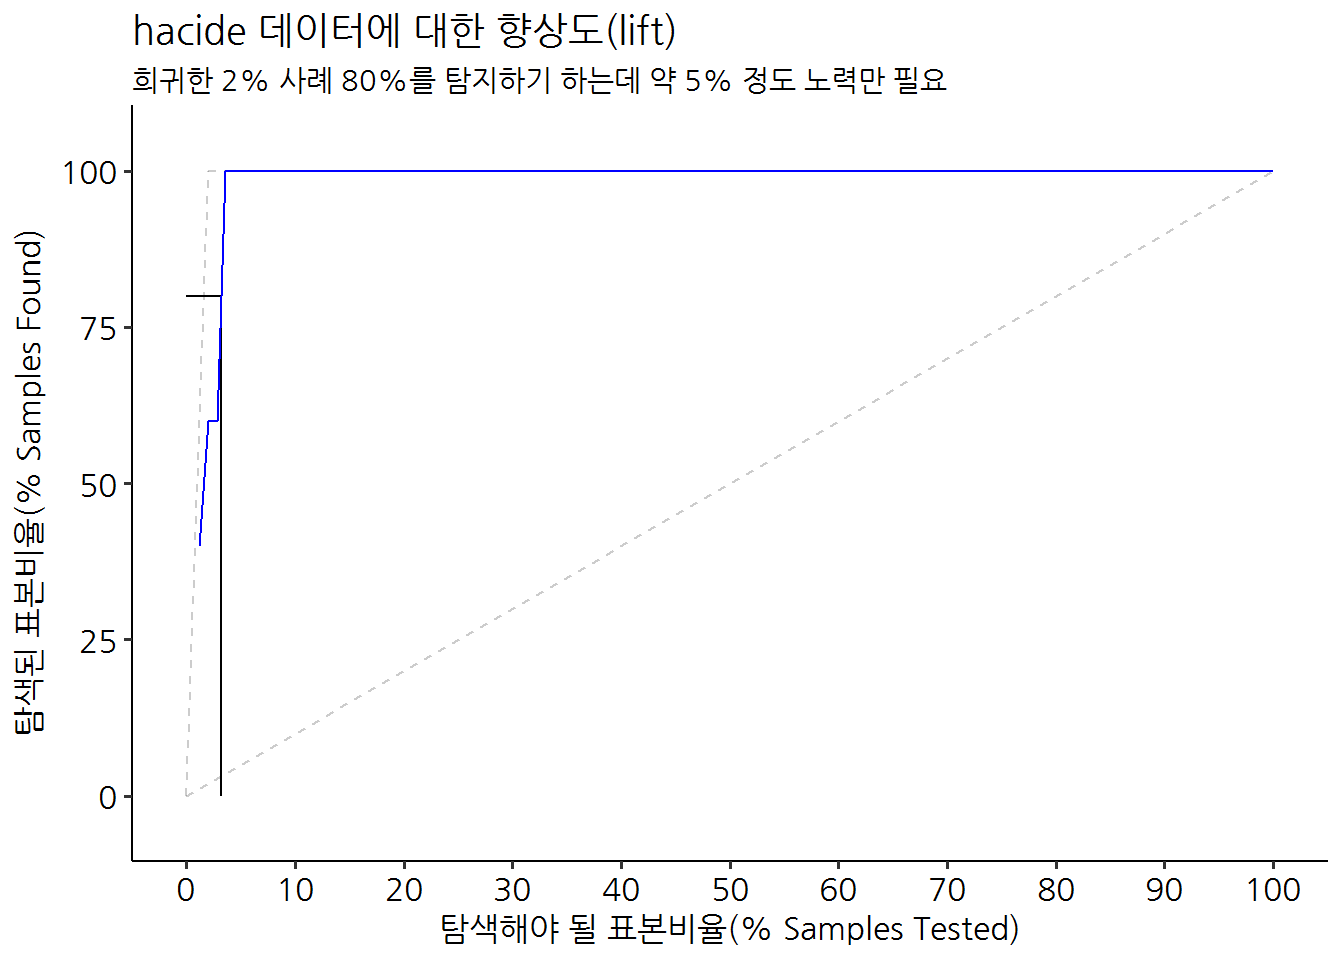 hacide 데이터에 대한 향상도(lift)
희귀한 2% 사례 80%를 탐지하기 하는데 약 5% 정도 노력만 필요
탐색된 표본비율(% Samples Found)
100
75
50
25
0
0 10 20 30 40 50 60 70 80 90 100
탐색해야 될 표본비율(% Samples Tested)